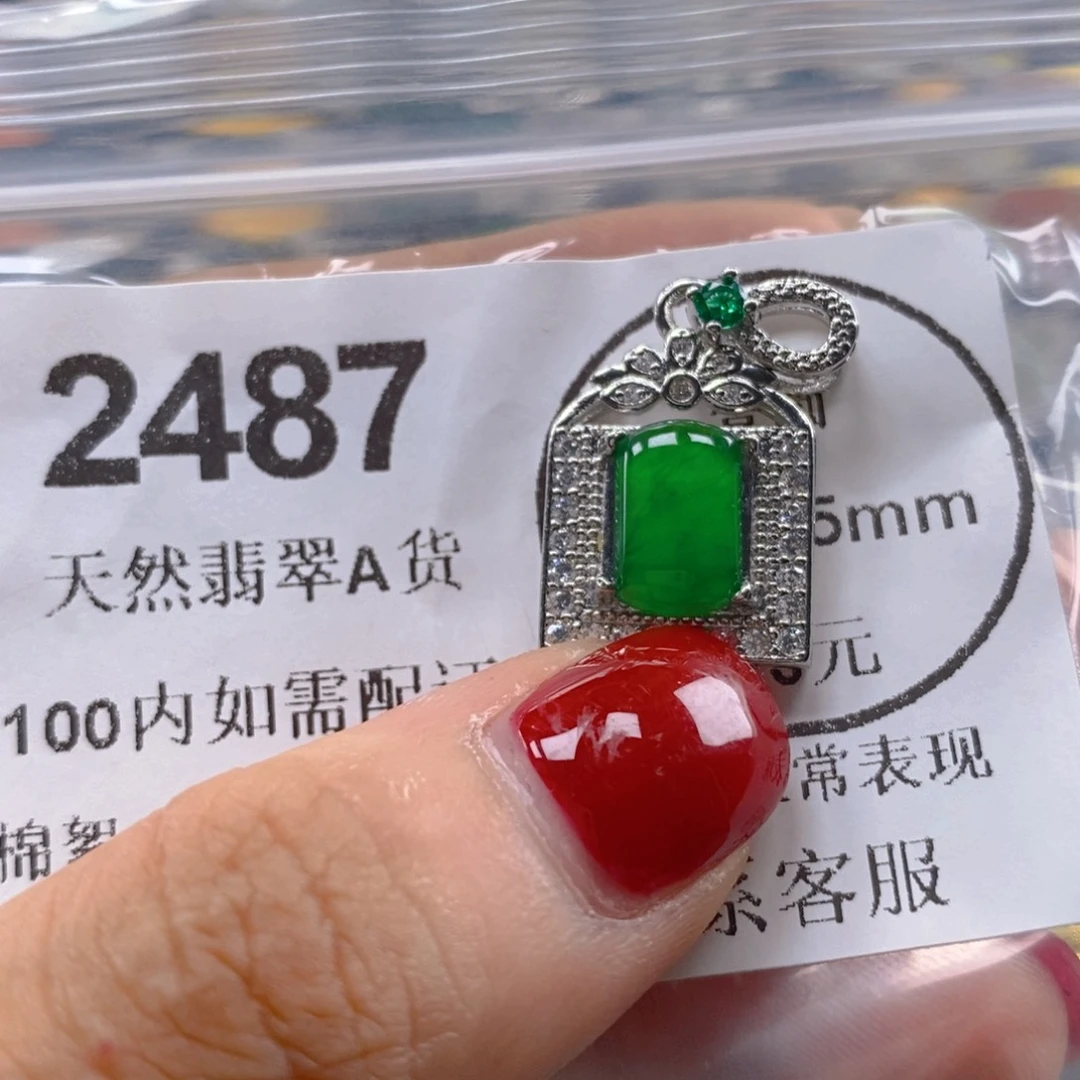 2487
5mm
天然翡翠A货
元
100内如需配
常表现
棉絮
客服